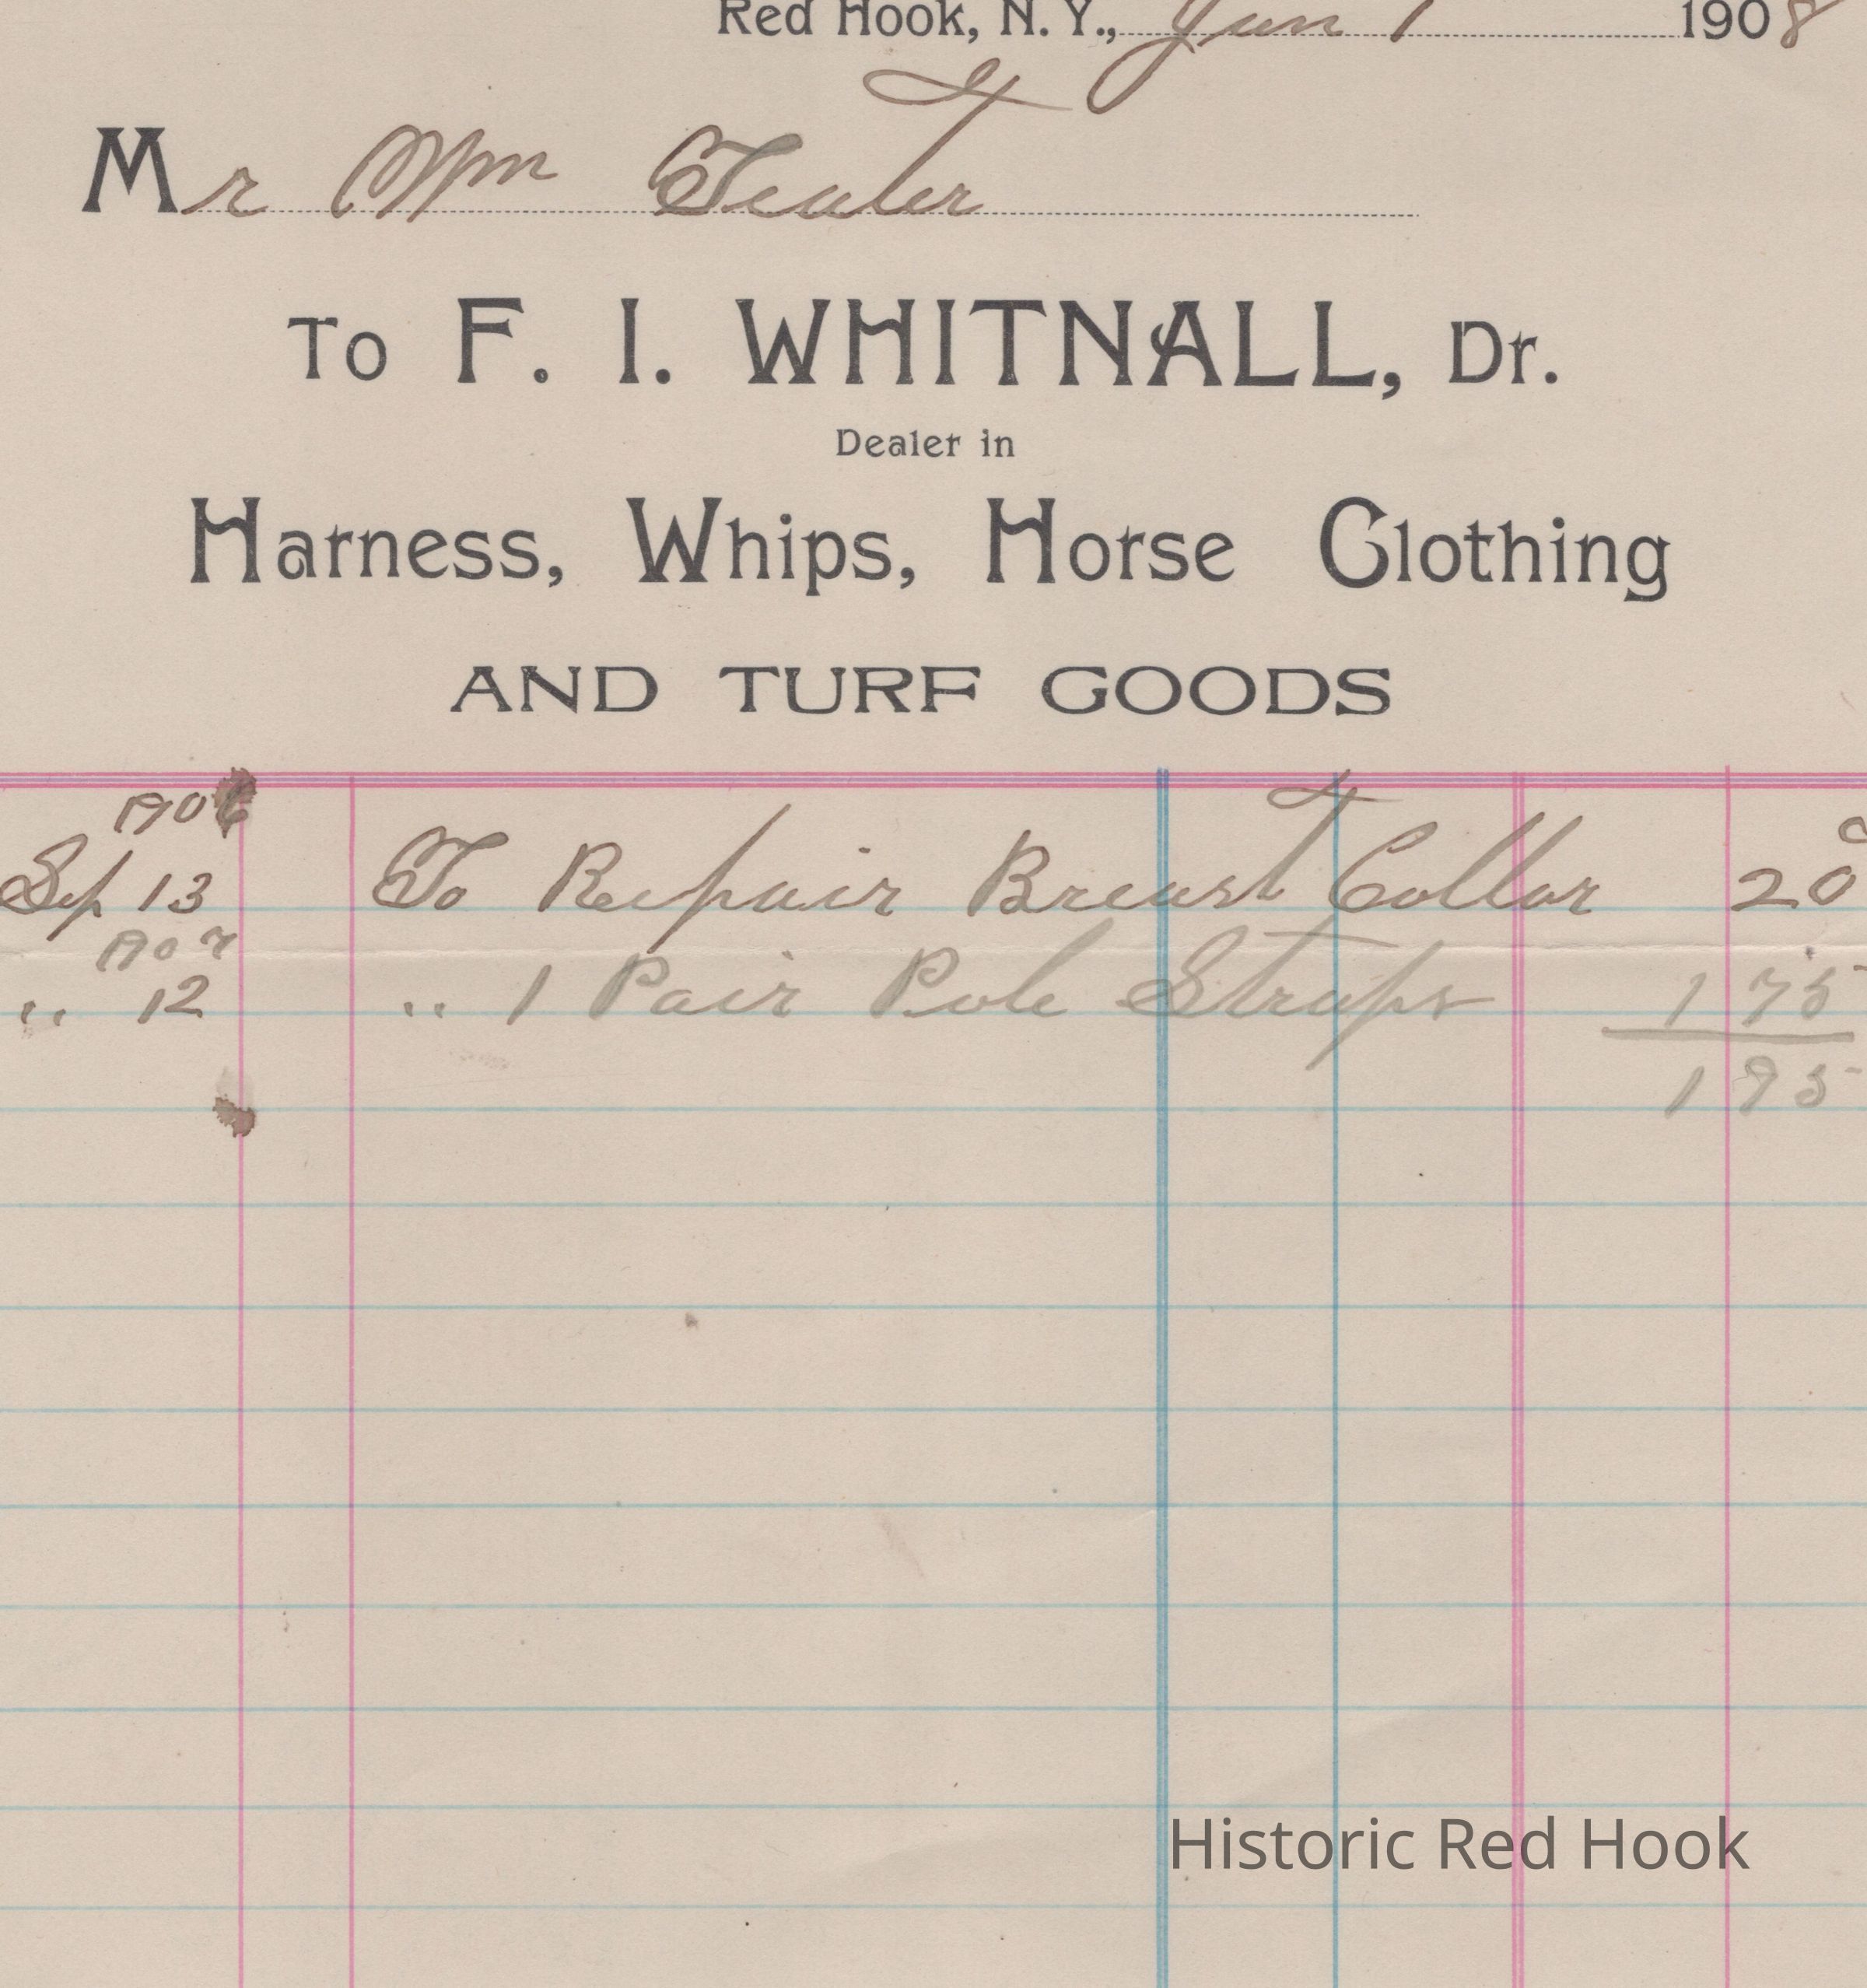 Red Hook, N. Y., Jan 1 1908
Mr Wm Teator
To F. I. WHITNALL, Dr.
Dealer in
Harness, Whips, Horse Clothing
AND TURF GOODS
1906
Sep 13 To Repair Breast Collar 20
1907
" 12 " 1 Pair Pole Straps 1 75
1 95
Historic Red Hook